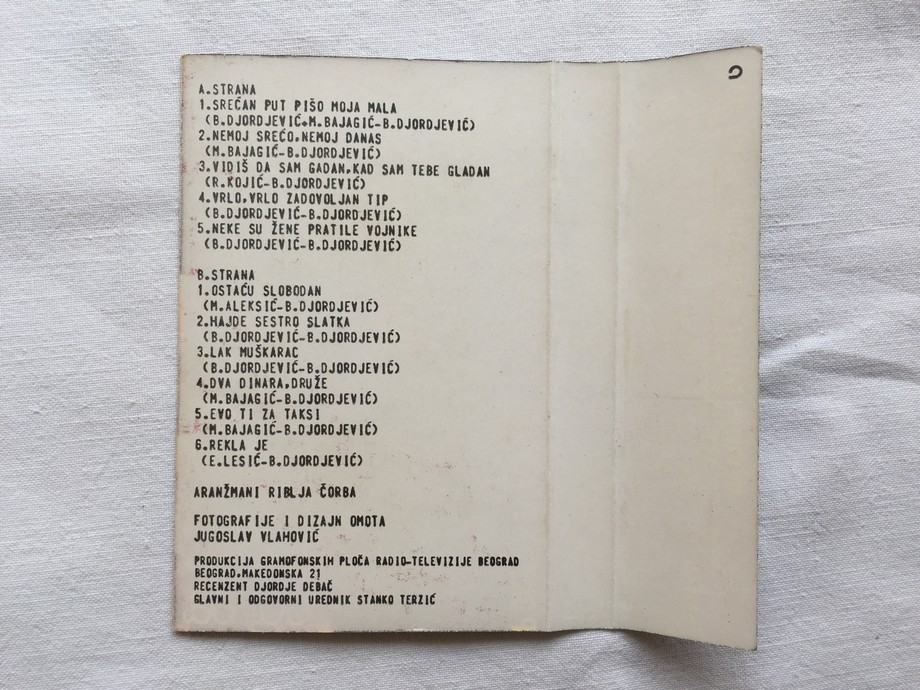 A.STRANA
1.SREĆAN PUT PIŠO MOJA MALA
(B.DJORDJEVIĆ,M.BAJAGIĆ-B.DJORDJEVIĆ)
2.NEMOJ SREĆO,NEMOJ DANAS
(M.BAJAGIĆ-B.DJORDJEVIĆ)
3.VIDIŠ DA SAM GADAN,KAD SAM TEBE GLADAN
(R.KOJIĆ-B.DJORDJEVIĆ)
4.VRLO,VRLO ZADOVOLJAN TIP
(B.DJORDJEVIĆ-B.DJORDJEVIĆ)
5.NEKE SU ŽENE PRATILE VOJNIKE
(B.DJORDJEVIĆ-B.DJORDJEVIĆ)
B.STRANA
1.OSTAĆU SLOBODAN
(M.ALEKSIĆ-B.DJORDJEVIĆ)
2.HAJDE SESTRO SLATKA
(B.DJORDJEVIĆ-B.DJORDJEVIĆ)
3.LAK MUŠKARAC
(B.DJORDJEVIĆ-B.DJORDJEVIĆ)
4.DVA DINARA,DRUŽE
(M.BAJAGIĆ-B.DJORDJEVIĆ)
5.EVO TI ZA TAKSI
(M.BAJAGIĆ-B.DJORDJEVIĆ)
6.REKLA JE
(E.LESIĆ-B.DJORDJEVIĆ)
ARANŽMANI RIBLJA ČORBA
FOTOGRAFIJE I DIZAJN OMOTA
JUGOSLAV VLAHOVIĆ
PRODUKCIJA GRAMOFONSKIH PLOČA RADIO-TELEVIZIJE BEOGRAD
BEOGRAD,MAKEDONSKA 21
RECENZENT DJORDJE DEBAČ
GLAVNI I ODGOVORNI UREDNIK STANKO TERZIĆ